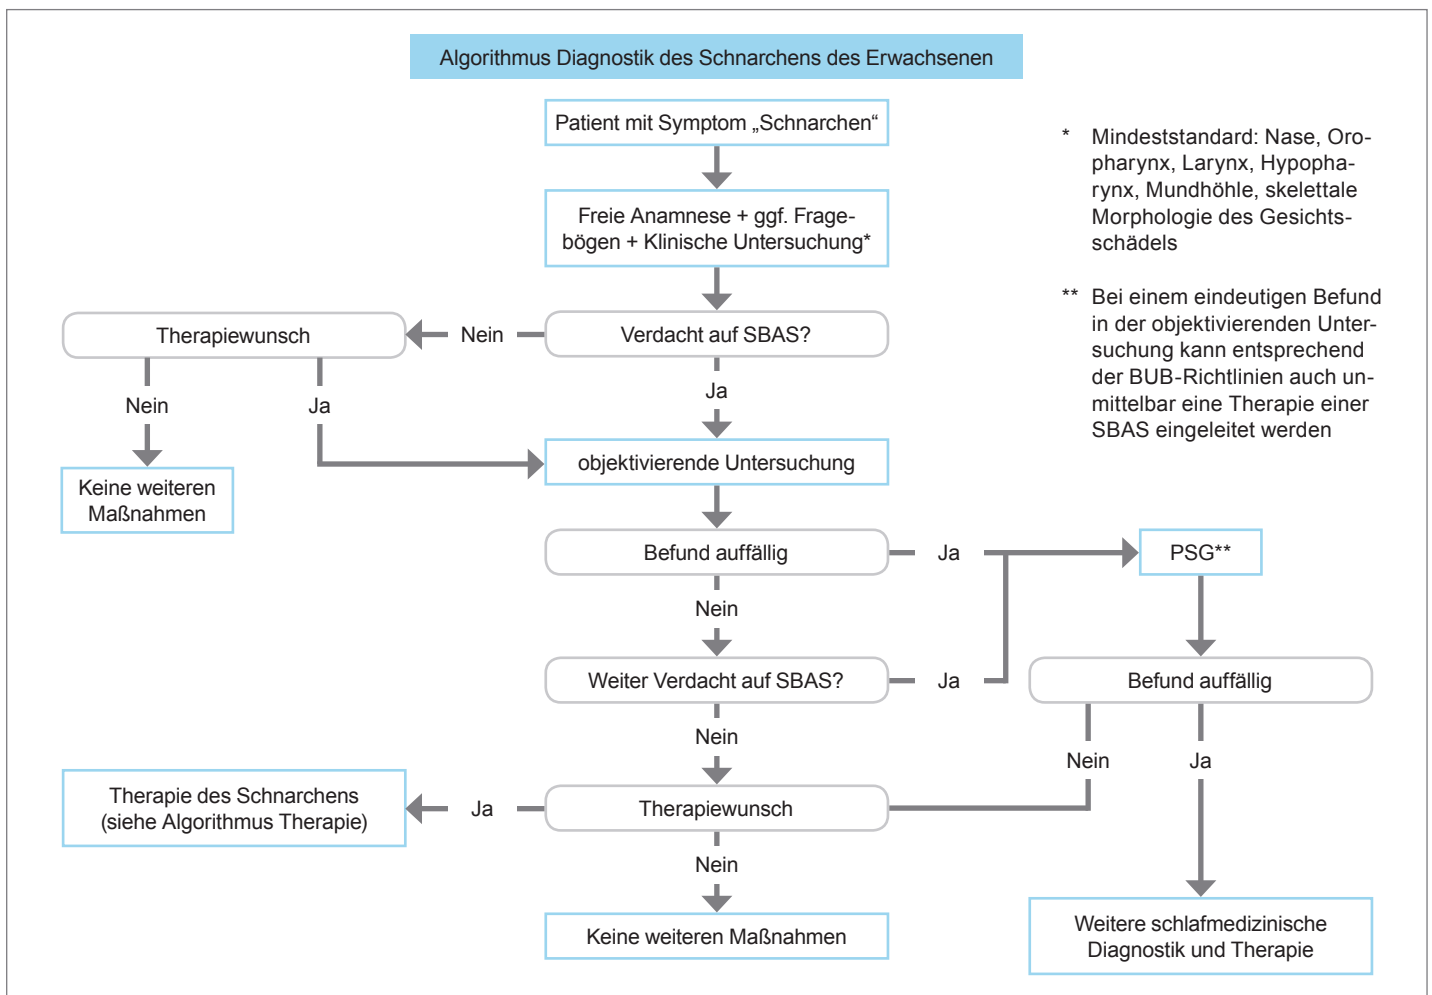 Algorithmus Diagnostik des Schnarchens des Erwachsenen
Patient mit Symptom „Schnarchen“
Freie Anamnese + ggf. Frage-
bögen + Klinische Untersuchung*
Verdacht auf SBAS?
Nein
Therapiewunsch
Nein
Ja
Ja
Keine weiteren
Maßnahmen
objektivierende Untersuchung
Befund auffällig
Ja
PSG**
Nein
Weiter Verdacht auf SBAS?
Ja
Befund auffällig
Nein
Nein
Ja
Therapiewunsch
Ja
Therapie des Schnarchens
(siehe Algorithmus Therapie)
Nein
Keine weiteren Maßnahmen
Weitere schlafmedizinische
Diagnostik und Therapie
* Mindeststandard: Nase, Oro-
pharynx, Larynx, Hypopha-
rynx, Mundhöhle, skelettale
Morphologie des Gesichts-
schädels
** Bei einem eindeutigen Befund
in der objektivierenden Unter-
suchung kann entsprechend
der BUB-Richtlinien auch un-
mittelbar eine Therapie einer
SBAS eingeleitet werden